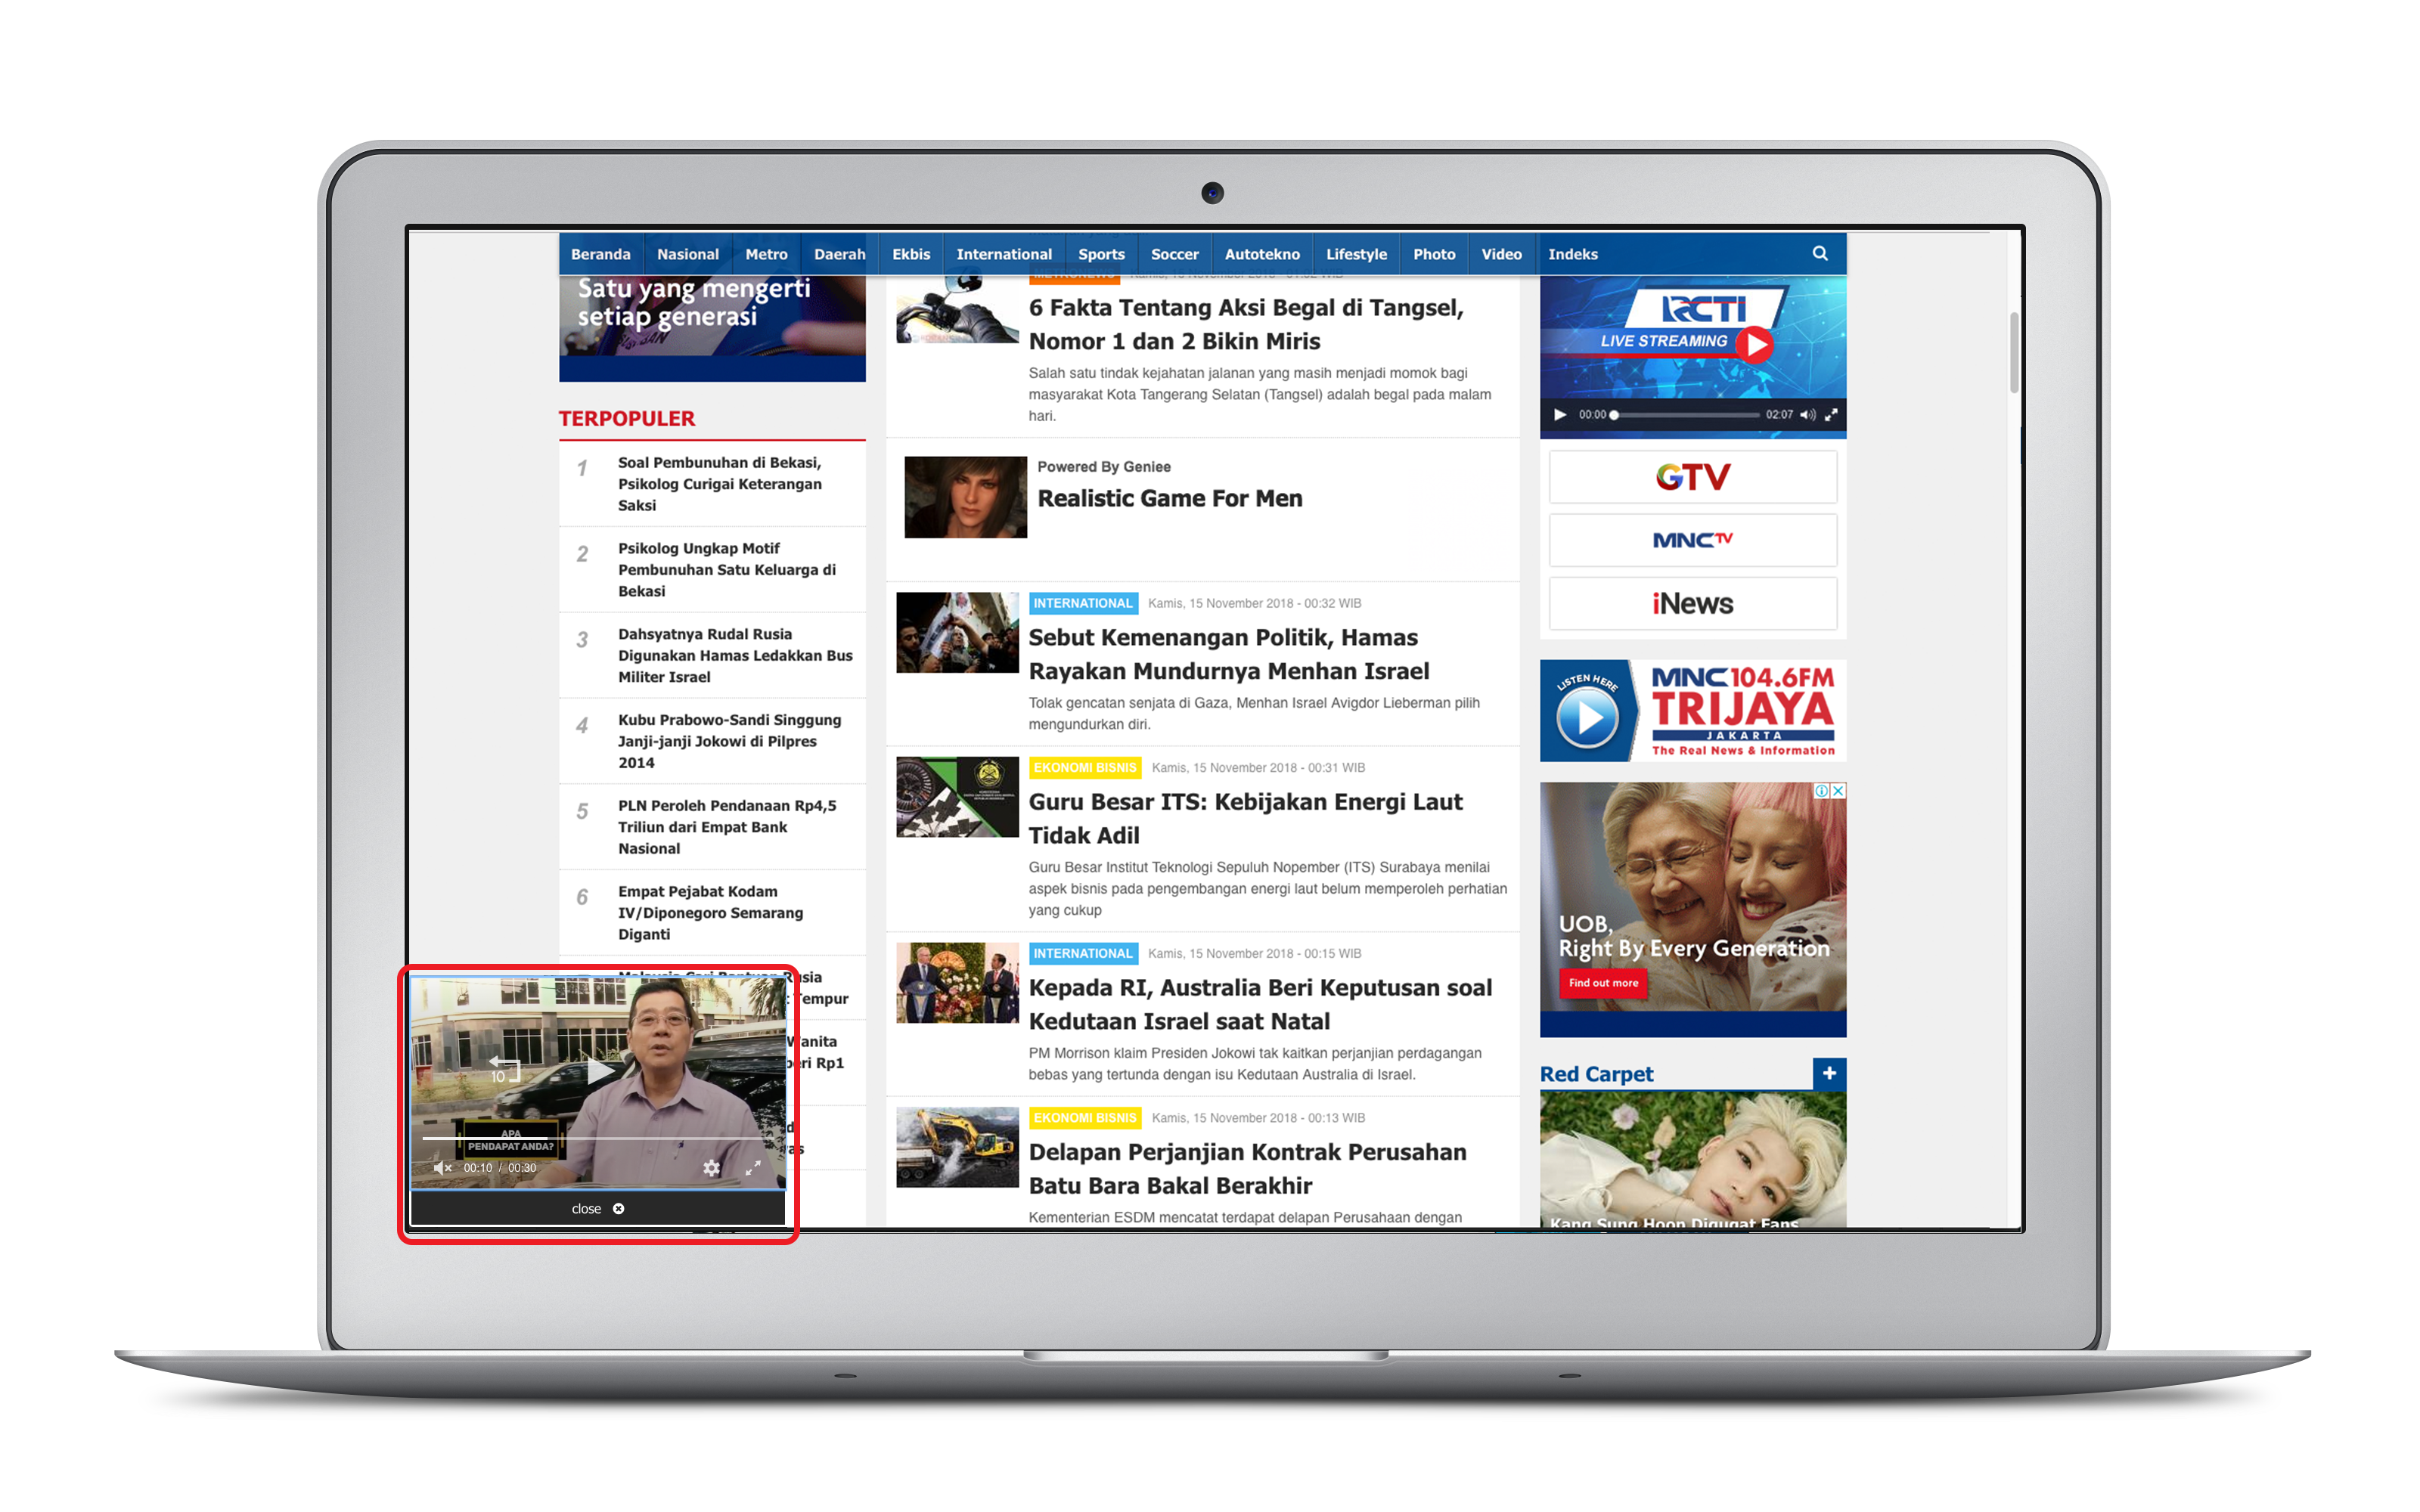 Beranda Nasional Metro Daerah Ekbis International Sports Soccer Autotekno Lifestyle Photo Video Indeks
Satu yang mengerti
setiap generasi
TERPOPULER
1
Soal Pembunuhan di Bekasi,
Psikolog Curigai Keterangan
Saksi
2
Psikolog Ungkap Motif
Pembunuhan Satu Keluarga di
Bekasi
3
Dahsyatnya Rudal Rusia
Digunakan Hamas Ledakkan Bus
Militer Israel
4
Kubu Prabowo-Sandi Singgung
Janji-janji Jokowi di Pilpres
2014
5
PLN Peroleh Pendanaan Rp4,5
Triliun dari Empat Bank
Nasional
6
Empat Pejabat Kodam
IV/Diponegoro Semarang
Diganti
Tempur
Wanita
Rp1
10
APA
PENDAPAT ANDA?
00:10 / 00:30
close
6 Fakta Tentang Aksi Begal di Tangsel,
Nomor 1 dan 2 Bikin Miris
Salah satu tindak kejahatan jalanan yang masih menjadi momok bagi
masyarakat Kota Tangerang Selatan (Tangsel) adalah begal pada malam
hari.
Powered By Geniee
Realistic Game For Men
INTERNATIONAL Kamis, 15 November 2018 - 00:32 WIB
Sebut Kemenangan Politik, Hamas
Rayakan Mundurnya Menhan Israel
Tolak gencatan senjata di Gaza, Menhan Israel Avigdor Lieberman pilih
mengundurkan diri.
EKONOMI BISNIS Kamis, 15 November 2018 - 00:31 WIB
Guru Besar ITS: Kebijakan Energi Laut
Tidak Adil
Guru Besar Institut Teknologi Sepuluh Nopember (ITS) Surabaya menilai
aspek bisnis pada pengembangan energi laut belum memperoleh perhatian
yang cukup
INTERNATIONAL Kamis, 15 November 2018 - 00:15 WIB
Kepada RI, Australia Beri Keputusan soal
Kedutaan Israel saat Natal
PM Morrison klaim Presiden Jokowi tak kaitkan perjanjian perdagangan
bebas yang tertunda dengan isu Kedutaan Australia di Israel.
EKONOMI BISNIS Kamis, 15 November 2018 - 00:13 WIB
Delapan Perjanjian Kontrak Perusahan
Batu Bara Bakal Berakhir
Kementerian ESDM mencatat terdapat delapan Perusahaan dengan
RCTI
LIVE STREAMING
00:00 02:07
GTV
MNCTV
iNews
LISTEN HERE
MNC104.6FM
TRIJAYA
JAKARTA
The Real News & Information
UOB,
Right By Every Generation
Find out more
Red Carpet
Kang Sung Hoon Digugat Fans